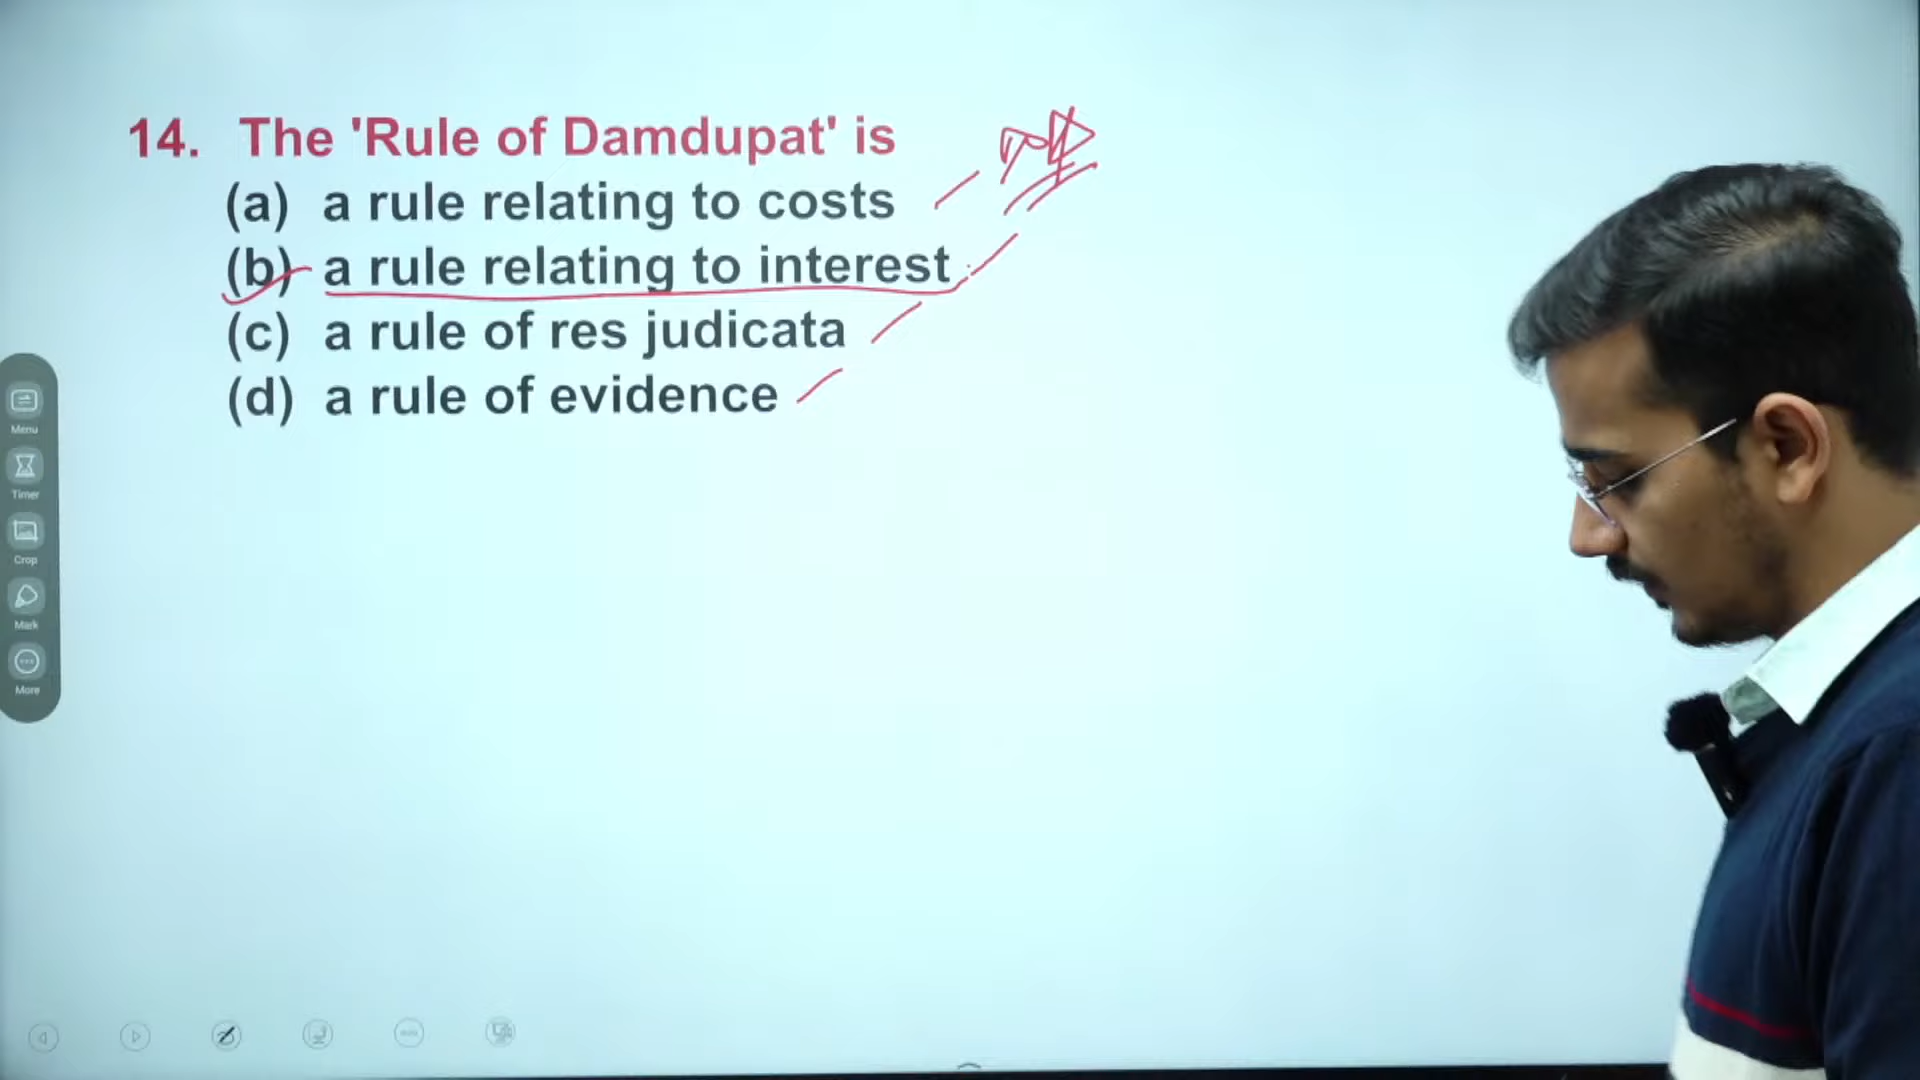 14. The 'Rule of Damdupat' is
(a) a rule relating to costs
(b) a rule relating to interest
(c) a rule of res judicata
(d) a rule of evidence
Menu
Timer
Crop
Mark
More